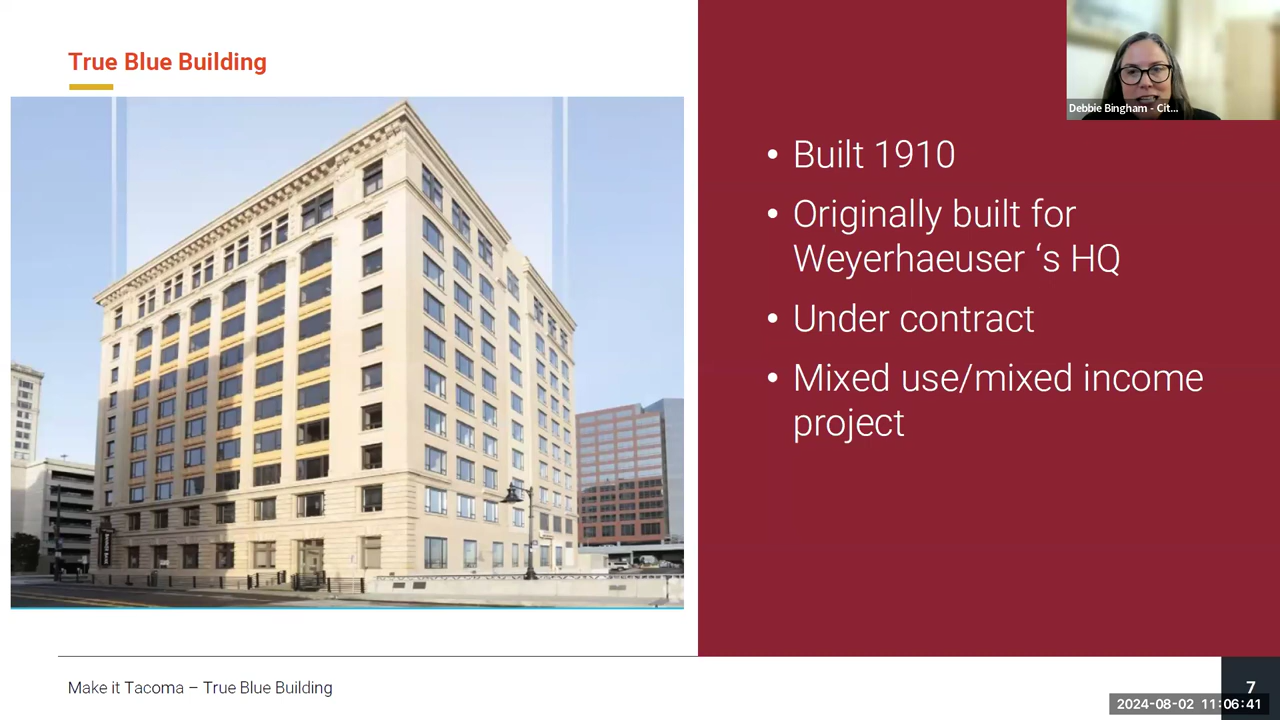 True Blue Building
Debbie Bingham - Cit...
• Built 1910
• Originally built for
Weyerhaeuser ‘s HQ
• Under contract
• Mixed use/mixed income
project
Make it Tacoma – True Blue Building
7
2024-08-02 11:06:41